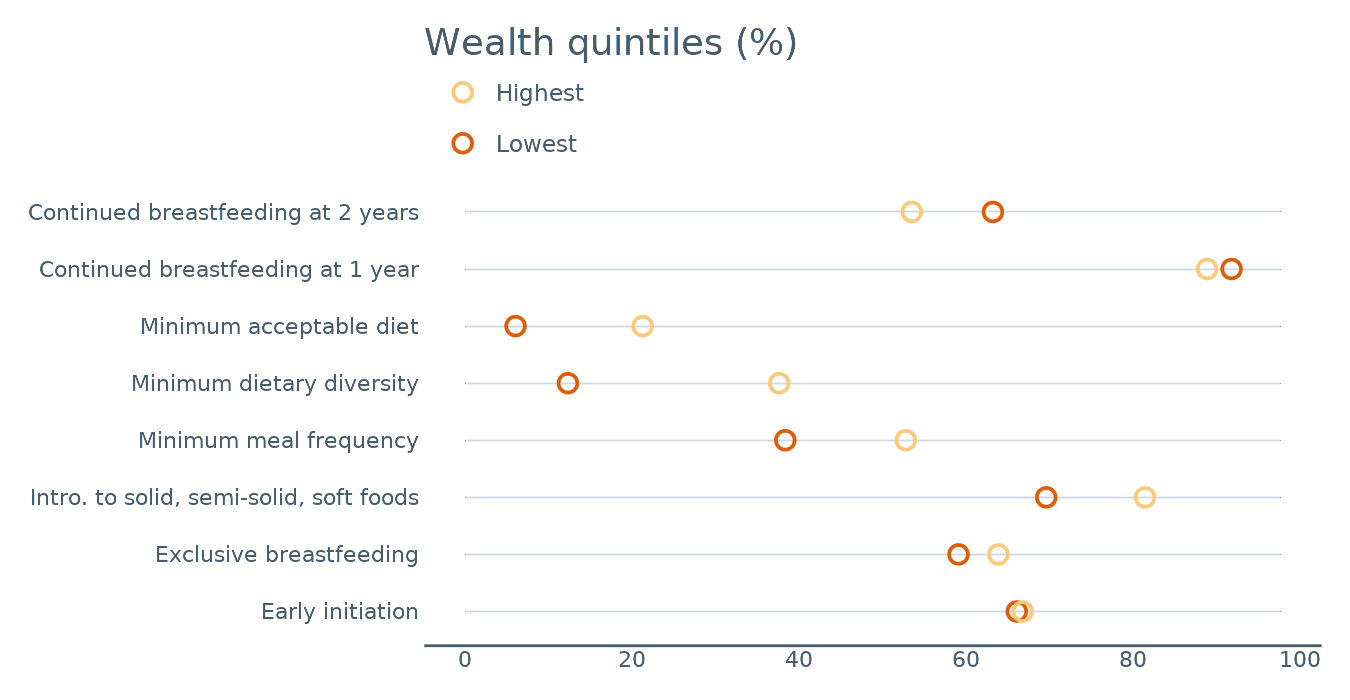 Wealth quintiles (%)
Highest
Lowest
Continued breastfeeding at 2 years
Continued breastfeeding at 1 year
Minimum acceptable diet
Minimum dietary diversity
Minimum meal frequency
Intro. to solid, semi-solid, soft foods
Exclusive breastfeeding
Early initiation
0 20 40 60 80 100